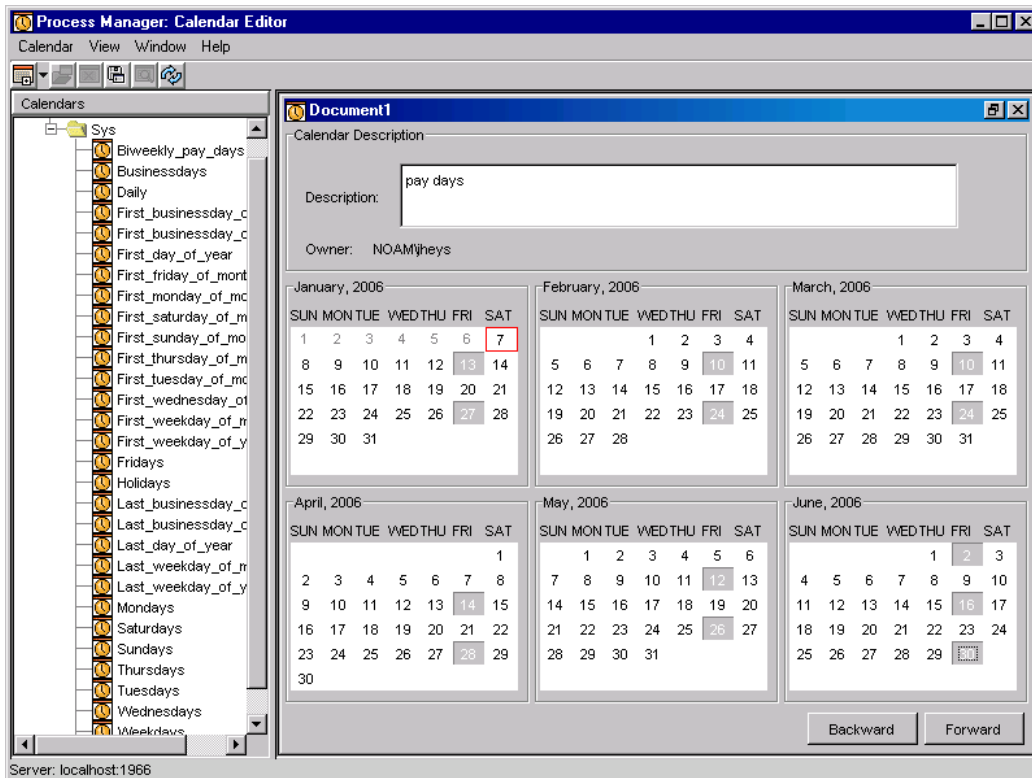 Process Manager: Calendar Editor
Calendar View Window Help
Calendars
Sys
Biweekly_pay_days
Businessdays
Daily
First_businessday_c
First_businessday_c
First_day_of_year
First_friday_of_mont
First_monday_of_mc
First_saturday_of_m
First_sunday_of_mo
First_thursday_of_m
First_tuesday_of_mc
First_wednesday_of
First_weekday_of_m
First_weekday_of_y
Fridays
Holidays
Last_businessday_c
Last_businessday_c
Last_day_of_year
Last_weekday_of_m
Last_weekday_of_y
Mondays
Saturdays
Sundays
Thursdays
Tuesdays
Wednesdays
Weekdays
Document1
Calendar Description
Description: pay days
Owner: NOAM\jheys
January, 2006
SUN MON TUE WED THU FRI SAT
1 2 3 4 5 6 7
8 9 10 11 12 13 14
15 16 17 18 19 20 21
22 23 24 25 26 27 28
29 30 31
February, 2006
SUN MON TUE WED THU FRI SAT
1 2 3 4
5 6 7 8 9 10 11
12 13 14 15 16 17 18
19 20 21 22 23 24 25
26 27 28
March, 2006
SUN MON TUE WED THU FRI SAT
1 2 3 4
5 6 7 8 9 10 11
12 13 14 15 16 17 18
19 20 21 22 23 24 25
26 27 28 29 30 31
April, 2006
SUN MON TUE WED THU FRI SAT
1
2 3 4 5 6 7 8
9 10 11 12 13 14 15
16 17 18 19 20 21 22
23 24 25 26 27 28 29
30
May, 2006
SUN MON TUE WED THU FRI SAT
1 2 3 4 5 6
7 8 9 10 11 12 13
14 15 16 17 18 19 20
21 22 23 24 25 26 27
28 29 30 31
June, 2006
SUN MON TUE WED THU FRI SAT
1 2 3
4 5 6 7 8 9 10
11 12 13 14 15 16 17
18 19 20 21 22 23 24
25 26 27 28 29 30
Backward Forward
Server: localhost:1966